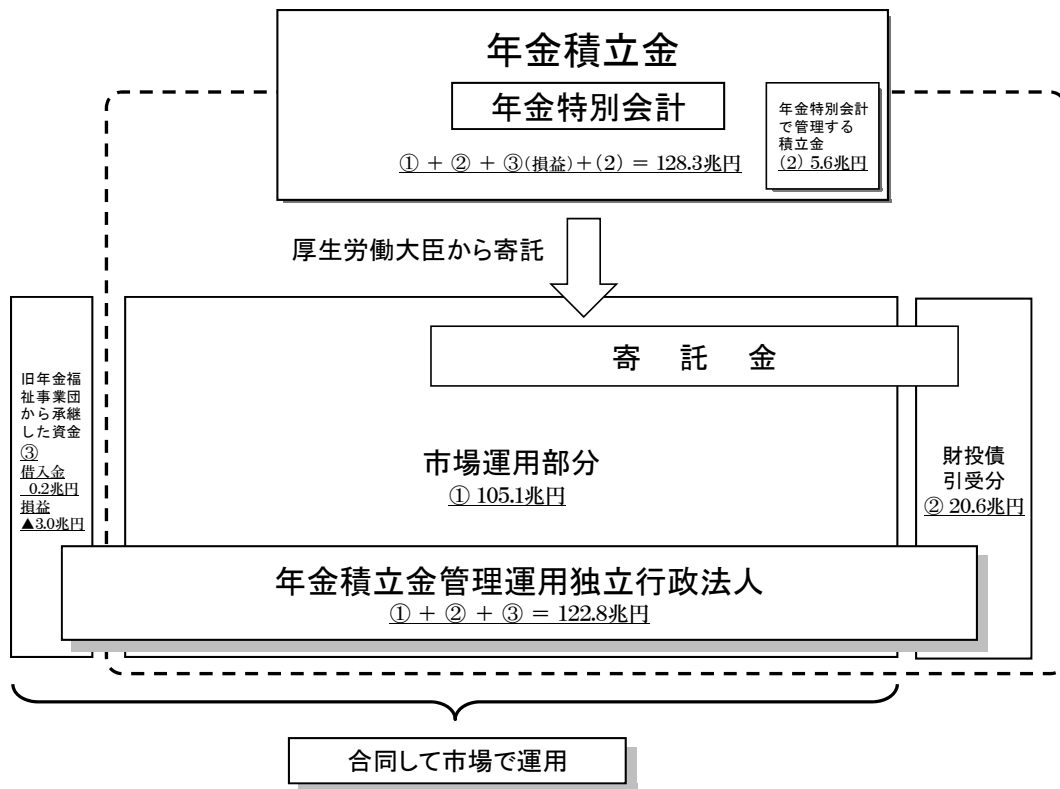 年金積立金
年金特別会計
① + ② + ③(損益)+(2) = 128.3兆円
年金特別会計
で管理する
積立金
(2) 5.6兆円
厚生労働大臣から寄託
寄 託 金
旧年金福
祉事業団
から承継
した資金
③
借入金
0.2兆円
損益
▲3.0兆円
市場運用部分
① 105.1兆円
財投債
引受分
② 20.6兆円
年金積立金管理運用独立行政法人
① + ② + ③ = 122.8兆円
合同して市場で運用